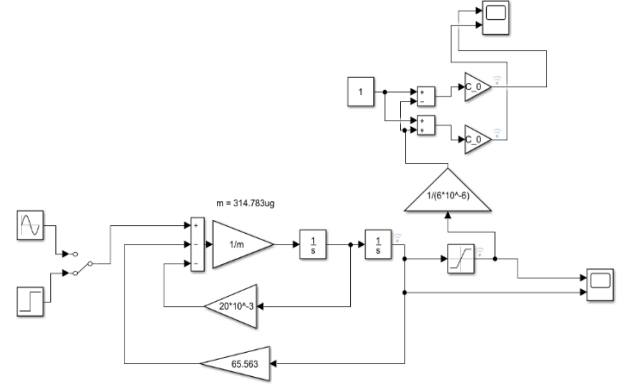 1
+
−
C_0
+
+
C_0
1/(6*10^-6)
m = 314.783ug
+
−
−
1/m
1
s
1
s
20*10^-3
65.563